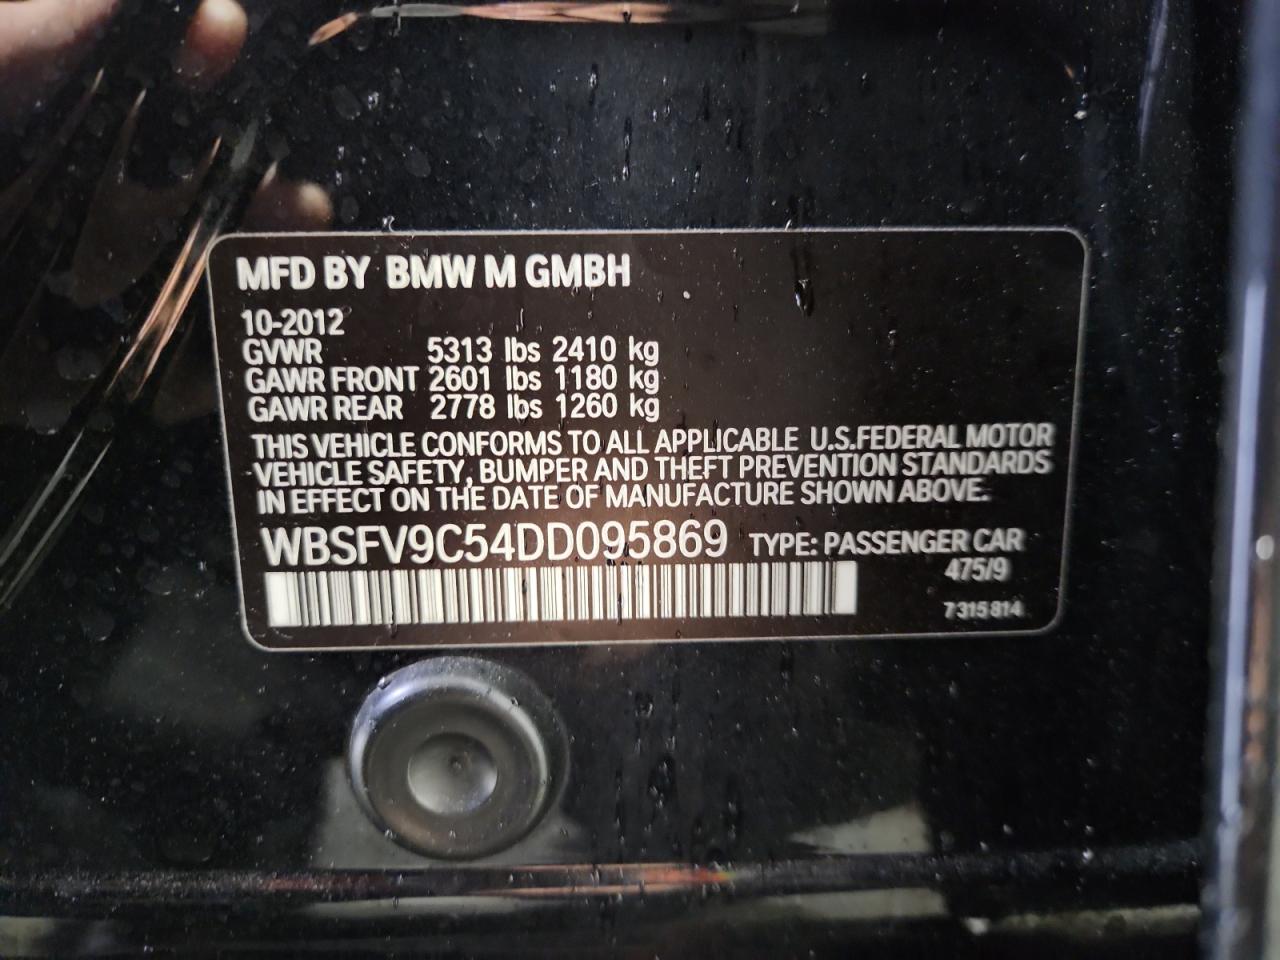 MFD BY BMW M GMBH
10-2012
GVWR 5313 lbs 2410 kg
GAWR FRONT 2601 lbs 1180 kg
GAWR REAR 2778 lbs 1260 kg
THIS VEHICLE CONFORMS TO ALL APPLICABLE U.S.FEDERAL MOTOR
VEHICLE SAFETY, BUMPER AND THEFT PREVENTION STANDARDS
IN EFFECT ON THE DATE OF MANUFACTURE SHOWN ABOVE.
WBSFV9C54DD095869 TYPE: PASSENGER CAR
475/9
7 315 814